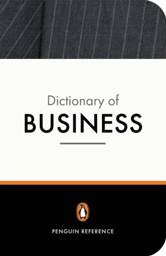 Dictionary of
BUSINESS
PENGUIN REFERENCE